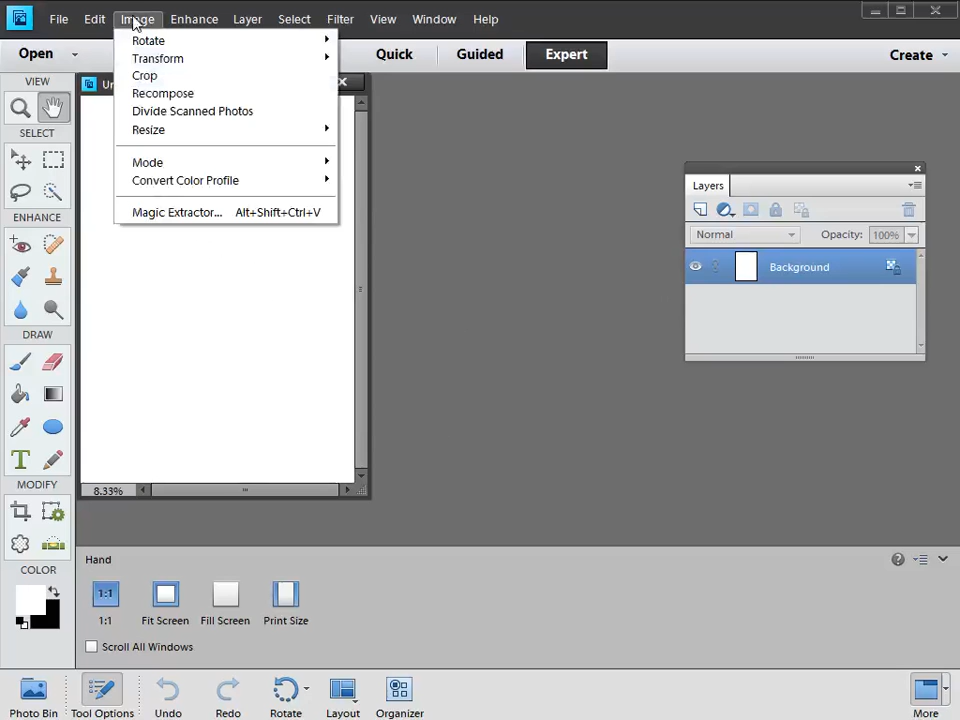 File Edit Image Enhance Layer Select Filter View Window Help
Open Quick Guided Expert Create
VIEW
SELECT
ENHANCE
DRAW
T
MODIFY
COLOR
Rotate
Transform
Crop
Recompose
Divide Scanned Photos
Resize
Mode
Convert Color Profile
Magic Extractor... Alt+Shift+Ctrl+V
8.33%
Layers
Normal Opacity: 100%
Background
Hand
1:1
1:1 Fit Screen Fill Screen Print Size
Scroll All Windows
Photo Bin Tool Options Undo Redo Rotate Layout Organizer More